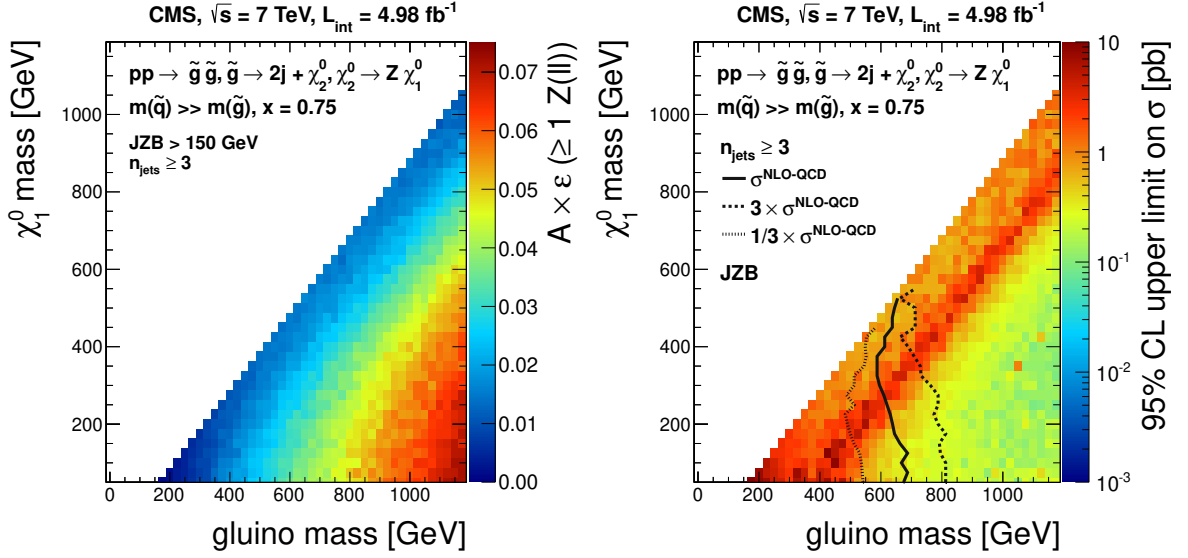 CMS, √s = 7 TeV, L_int = 4.98 fb⁻¹
pp → g̃ g̃, g̃ → 2j + χ₂⁰, χ₂⁰ → Z χ₁⁰
m(q̃) >> m(g̃), x = 0.75
JZB > 150 GeV
n_jets ≥ 3
χ₁⁰ mass [GeV]
1000
800
600
400
200
0 200 400 600 800 1000
gluino mass [GeV]
0.07
0.06
0.05
0.04
0.03
0.02
0.01
0.00
A × ε (≥ 1 Z(ll))
CMS, √s = 7 TeV, L_int = 4.98 fb⁻¹
pp → g̃ g̃, g̃ → 2j + χ₂⁰, χ₂⁰ → Z χ₁⁰
m(q̃) >> m(g̃), x = 0.75
n_jets ≥ 3
σ^NLO-QCD
3 × σ^NLO-QCD
1/3 × σ^NLO-QCD
JZB
χ₁⁰ mass [GeV]
1000
800
600
400
200
0 200 400 600 800 1000
gluino mass [GeV]
10
1
10⁻¹
10⁻²
10⁻³
95% CL upper limit on σ [pb]